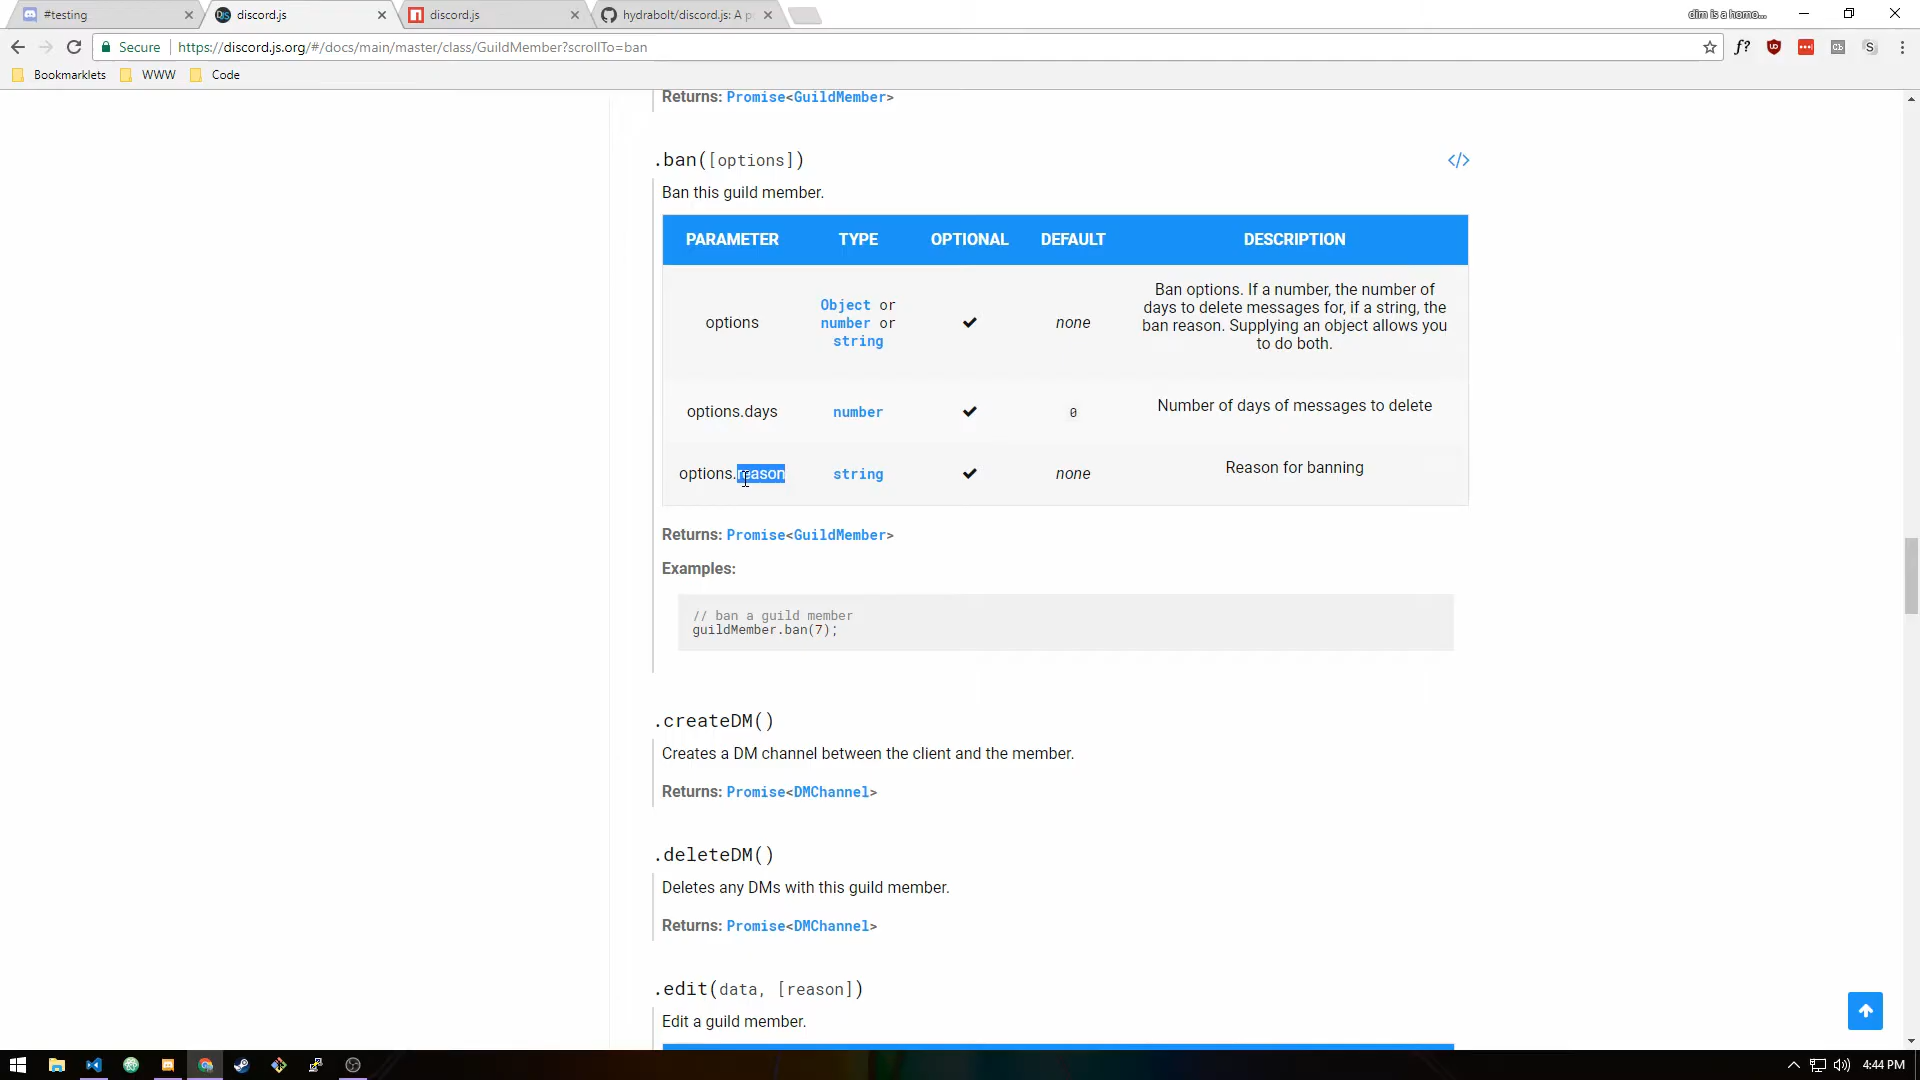 #testing
discord.js
discord.js
hydrabolt/discord.js: A p
dim is a homo...
Secure
https://discord.js.org/#/docs/main/master/class/GuildMember?scrollTo=ban
Bookmarklets
WWW
Code
Returns: Promise<GuildMember>
.ban([options])
</>
Ban this guild member.
PARAMETER TYPE OPTIONAL DEFAULT DESCRIPTION
options
Object or
number or
string
none
Ban options. If a number, the number of
days to delete messages for, if a string, the
ban reason. Supplying an object allows you
to do both.
options.days number 0 Number of days of messages to delete
options.reason string none Reason for banning
Returns: Promise<GuildMember>
Examples:
// ban a guild member
guildMember.ban(7);
.createDM()
Creates a DM channel between the client and the member.
Returns: Promise<DMChannel>
.deleteDM()
Deletes any DMs with this guild member.
Returns: Promise<DMChannel>
.edit(data, [reason])
Edit a guild member.
4:44 PM